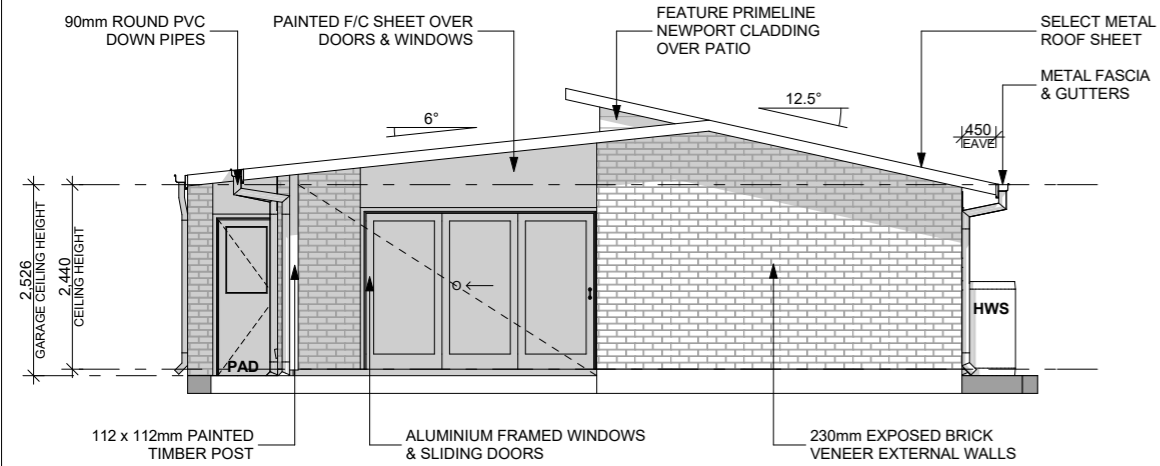 90mm ROUND PVC
DOWN PIPES
PAINTED F/C SHEET OVER
DOORS & WINDOWS
FEATURE PRIMELINE
NEWPORT CLADDING
OVER PATIO
SELECT METAL
ROOF SHEET
METAL FASCIA
& GUTTERS
6°
12.5°
450
EAVE
2,526
GARAGE CEILING HEIGHT
2,440
CEILING HEIGHT
PAD
HWS
112 x 112mm PAINTED
TIMBER POST
ALUMINIUM FRAMED WINDOWS
& SLIDING DOORS
230mm EXPOSED BRICK
VENEER EXTERNAL WALLS